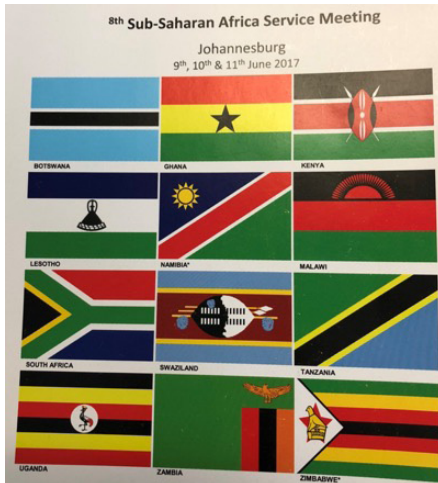 8th Sub-Saharan Africa Service Meeting
Johannesburg
9th, 10th & 11th June 2017
BOTSWANA GHANA KENYA
LESOTHO NAMIBIA* MALAWI
SOUTH AFRICA SWAZILAND TANZANIA
UGANDA ZAMBIA ZIMBABWE*